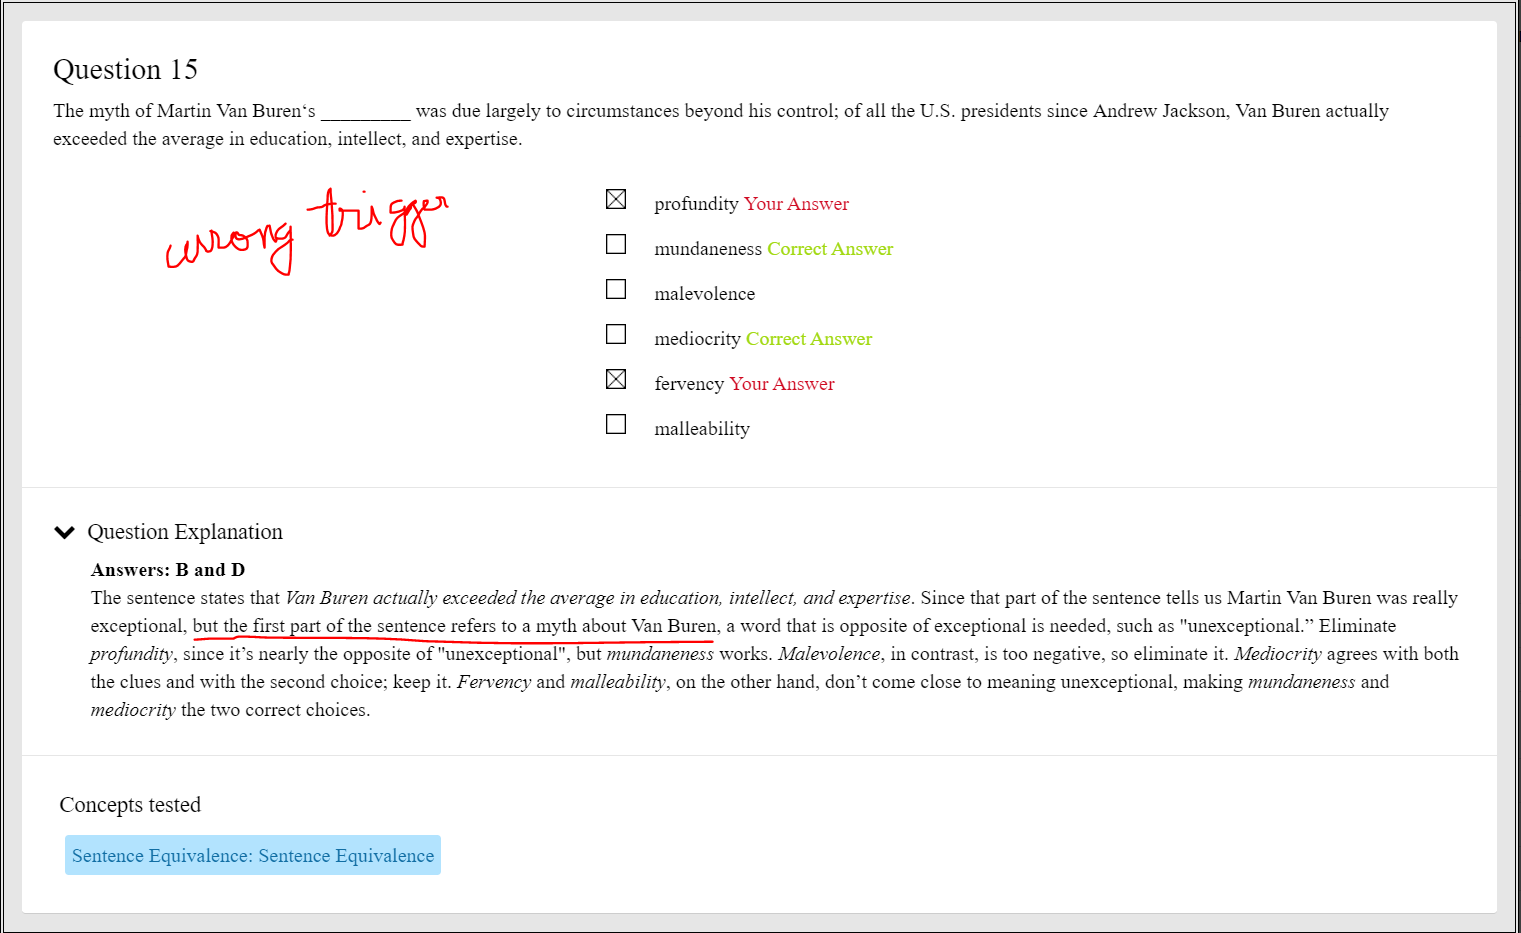 Question 15
The myth of Martin Van Buren‘s _________ was due largely to circumstances beyond his control; of all the U.S. presidents since Andrew Jackson, Van Buren actually
exceeded the average in education, intellect, and expertise.
wrong trigger
profundity Your Answer
mundaneness Correct Answer
malevolence
mediocrity Correct Answer
fervency Your Answer
malleability
Question Explanation
Answers: B and D
The sentence states that Van Buren actually exceeded the average in education, intellect, and expertise. Since that part of the sentence tells us Martin Van Buren was really
exceptional, but the first part of the sentence refers to a myth about Van Buren, a word that is opposite of exceptional is needed, such as "unexceptional.” Eliminate
profundity, since it’s nearly the opposite of "unexceptional", but mundaneness works. Malevolence, in contrast, is too negative, so eliminate it. Mediocrity agrees with both
the clues and with the second choice; keep it. Fervency and malleability, on the other hand, don’t come close to meaning unexceptional, making mundaneness and
mediocrity the two correct choices.
Concepts tested
Sentence Equivalence: Sentence Equivalence